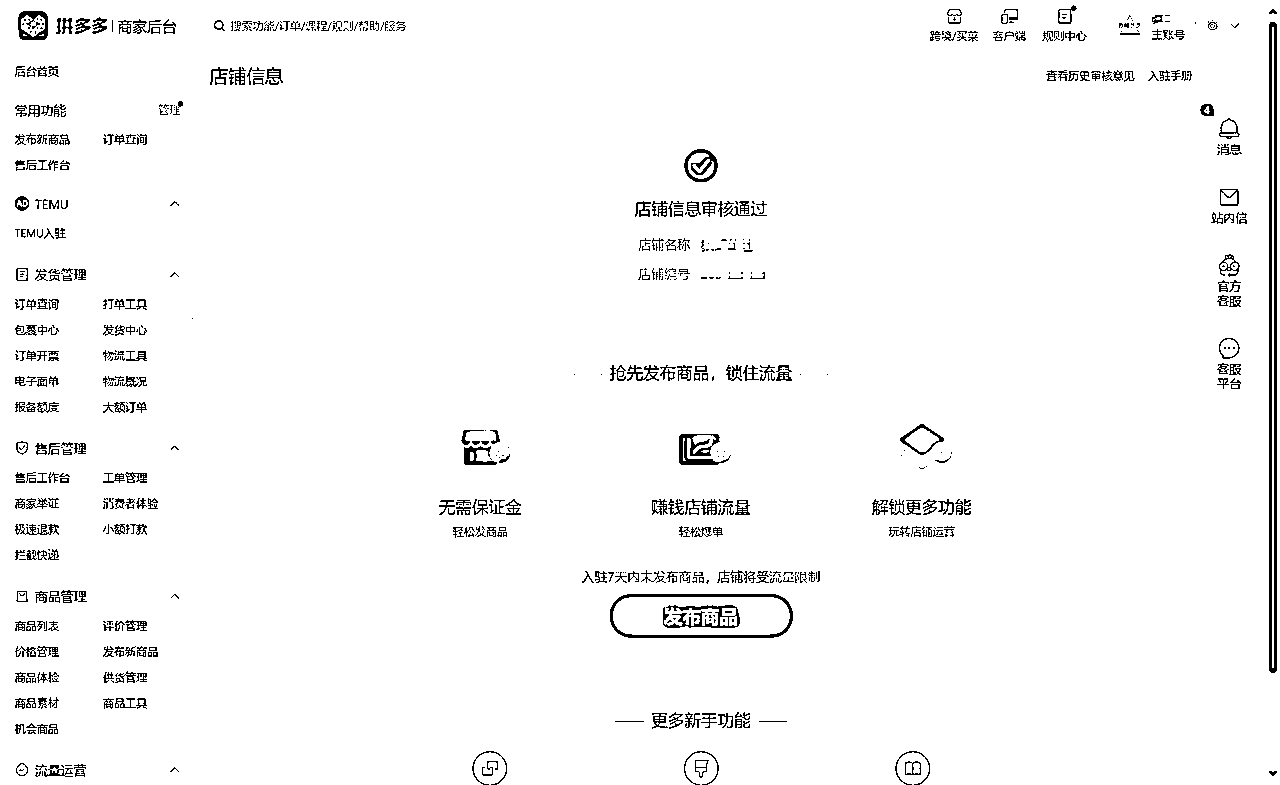 拼多多 | 商家后台
搜索功能/订单/课程/规则/帮助/服务
跨境/买菜
客户端
规则中心
主账号
后台首页
常用功能
管理
发布新商品
订单查询
售后工作台
TEMU
TEMU入驻
发货管理
订单查询
打单工具
包裹中心
发货中心
订单开票
物流工具
电子面单
物流概况
报备额度
大额订单
售后管理
售后工作台
工单管理
商家举证
消费者体验
极速退款
小额打款
拦截快递
商品管理
商品列表
评价管理
价格管理
发布新商品
商品体检
供货管理
商品素材
商品工具
机会商品
流量运营
店铺信息
查看历史审核意见
入驻手册
店铺信息审核通过
店铺名称
店铺编号
抢先发布商品，锁住流量
无需保证金
轻松发商品
赚钱店铺流量
轻松爆单
解锁更多功能
玩转店铺运营
入驻7天内未发布商品，店铺将受流量限制
发布商品
更多新手功能
4
消息
站内信
官方
客服
客服
平台